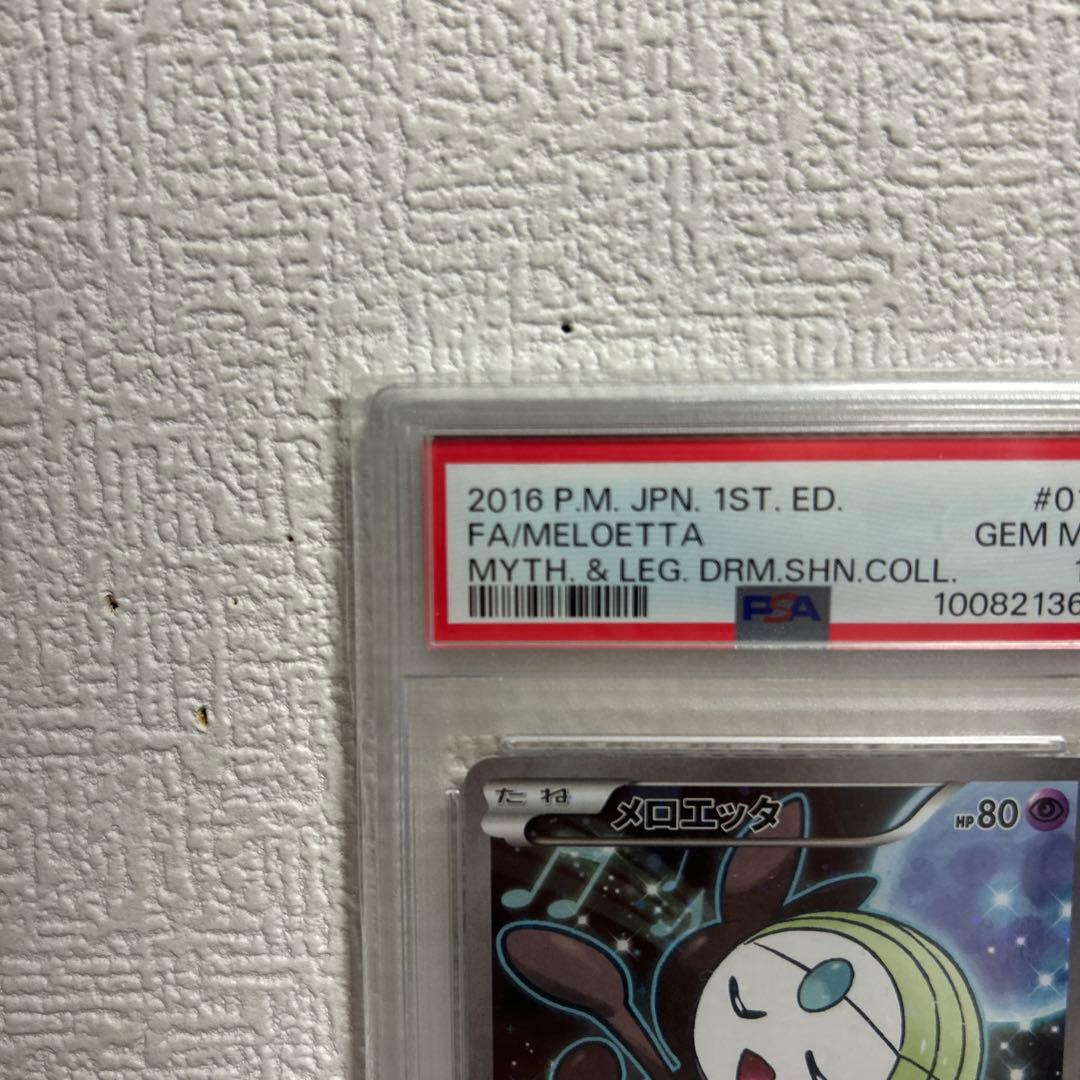 2016 P.M. JPN. 1ST. ED.
FA/MELOETTA
GEM
MYTH. & LEG. DRM.SHN.COLL.
PSA
たね
メロエッタ
HP80